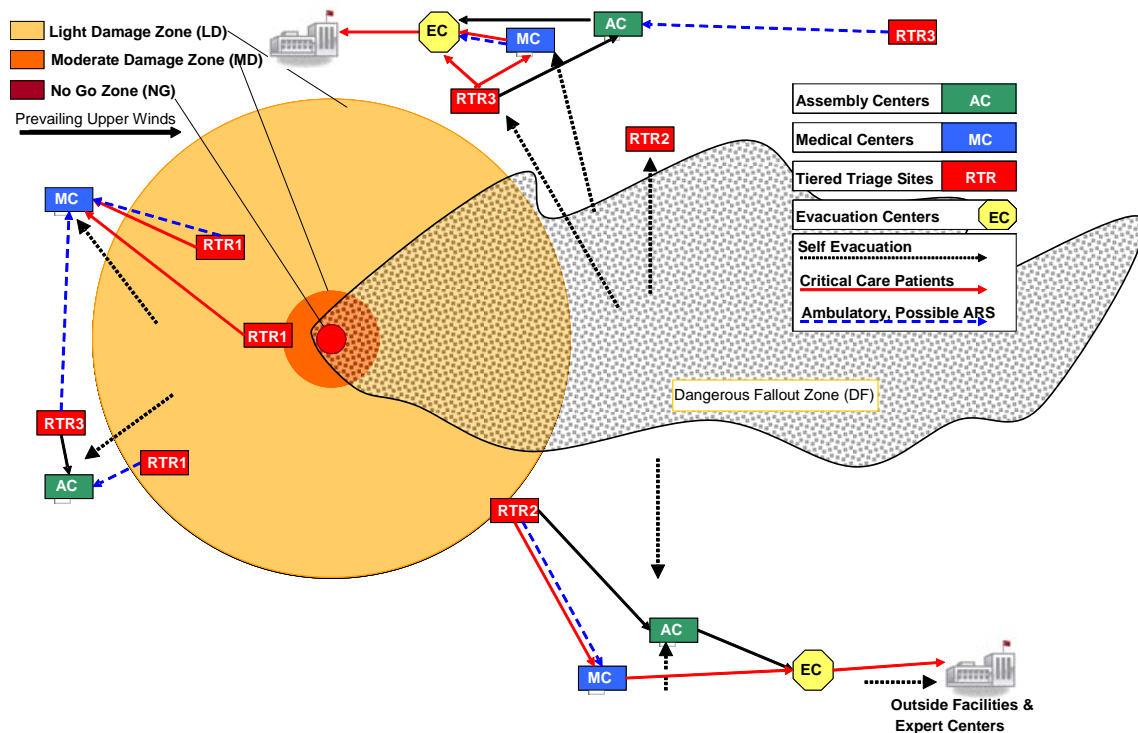 Light Damage Zone (LD)
Moderate Damage Zone (MD)
No Go Zone (NG)
Prevailing Upper Winds
EC
MC
AC
RTR3
RTR3
RTR2
Assembly Centers
AC
Medical Centers
MC
Tiered Triage Sites
RTR
Evacuation Centers
EC
Self Evacuation
Critical Care Patients
Ambulatory, Possible ARS
MC
RTR1
RTR1
RTR3
RTR1
AC
Dangerous Fallout Zone (DF)
RTR2
AC
MC
EC
Outside Facilities &
Expert Centers